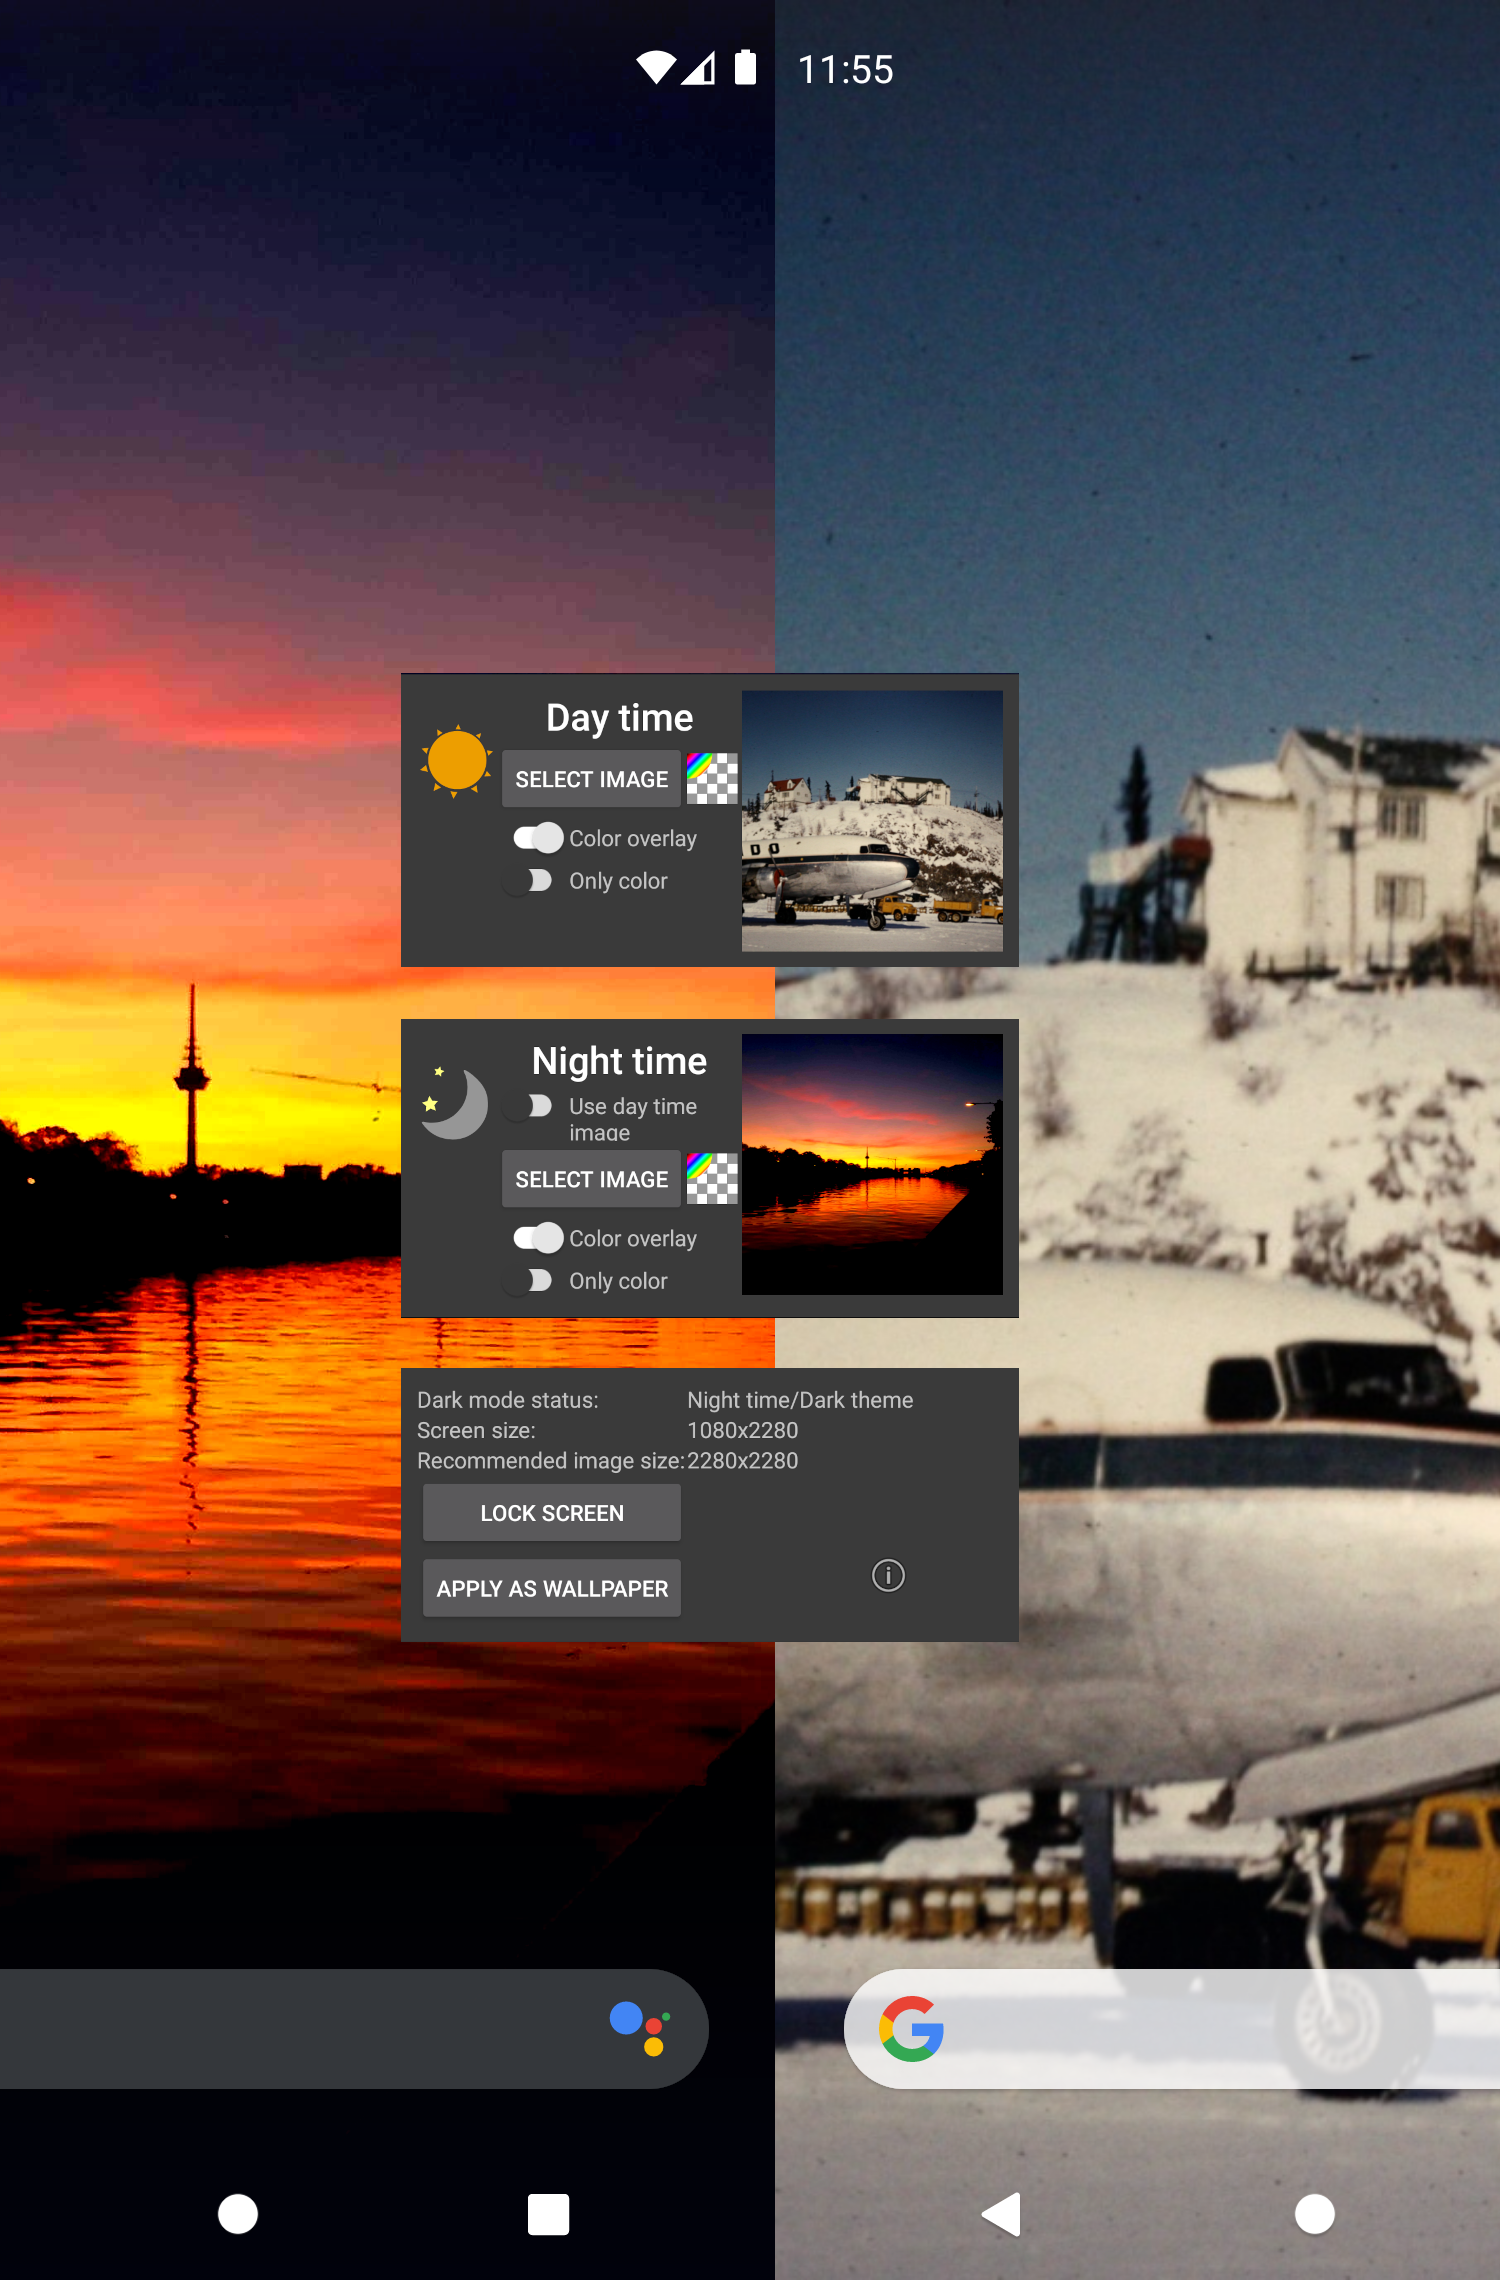 11:55
Day time
SELECT IMAGE
Color overlay
Only color
Night time
Use day time
image
SELECT IMAGE
Color overlay
Only color
Dark mode status: Night time/Dark theme
Screen size: 1080x2280
Recommended image size: 2280x2280
LOCK SCREEN
APPLY AS WALLPAPER